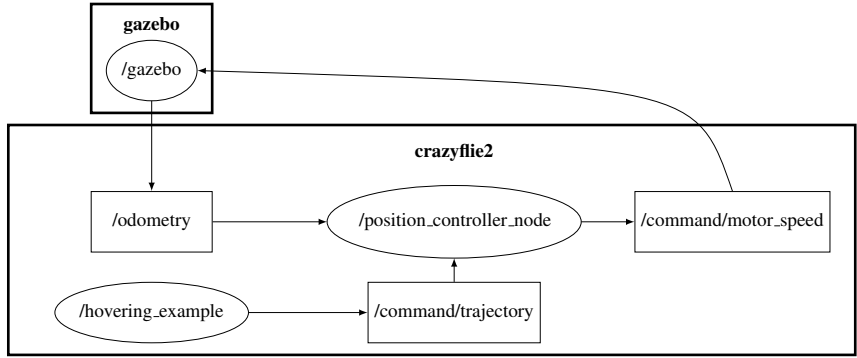 gazebo
/gazebo
crazyflie2
/odometry
/position_controller_node
/command/motor_speed
/hovering_example
/command/trajectory